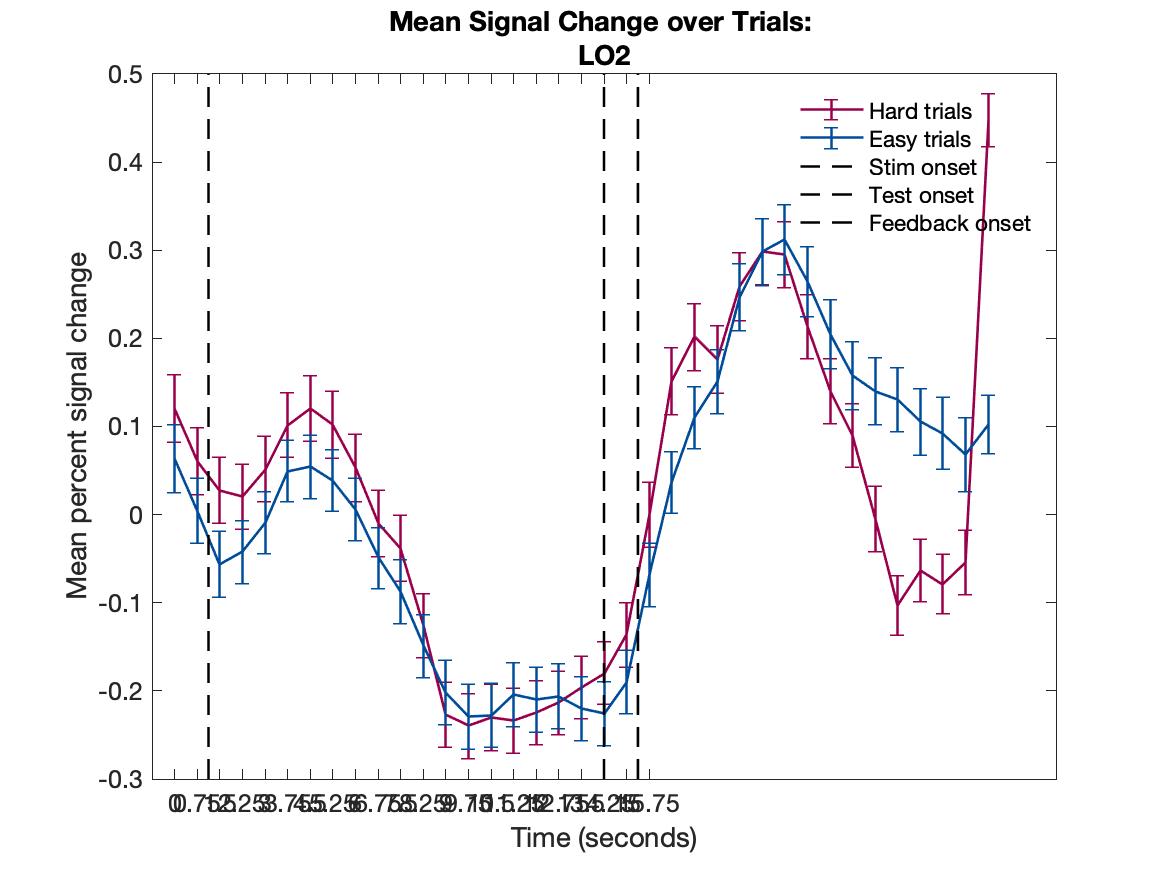 Mean Signal Change over Trials:
LO2
Hard trials
Easy trials
Stim onset
Test onset
Feedback onset
Mean percent signal change
0.5
0.4
0.3
0.2
0.1
0
-0.1
-0.2
-0.3
Time (seconds)